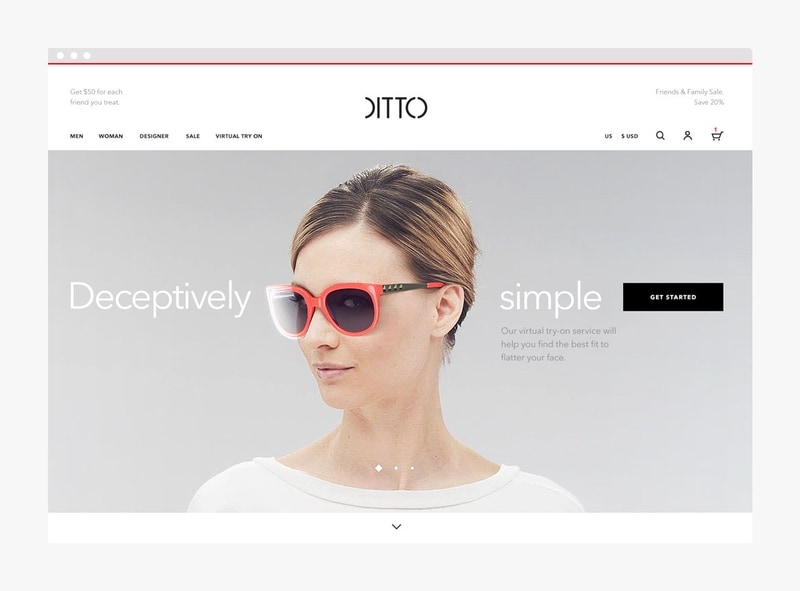 Get $50 for each
friend you treat.
DITTO
Friends & Family Sale.
Save 20%
MEN WOMAN DESIGNER SALE VIRTUAL TRY ON
US $ USD
1
Deceptively simple
GET STARTED
Our virtual try-on service will
help you find the best fit to
flatter your face.